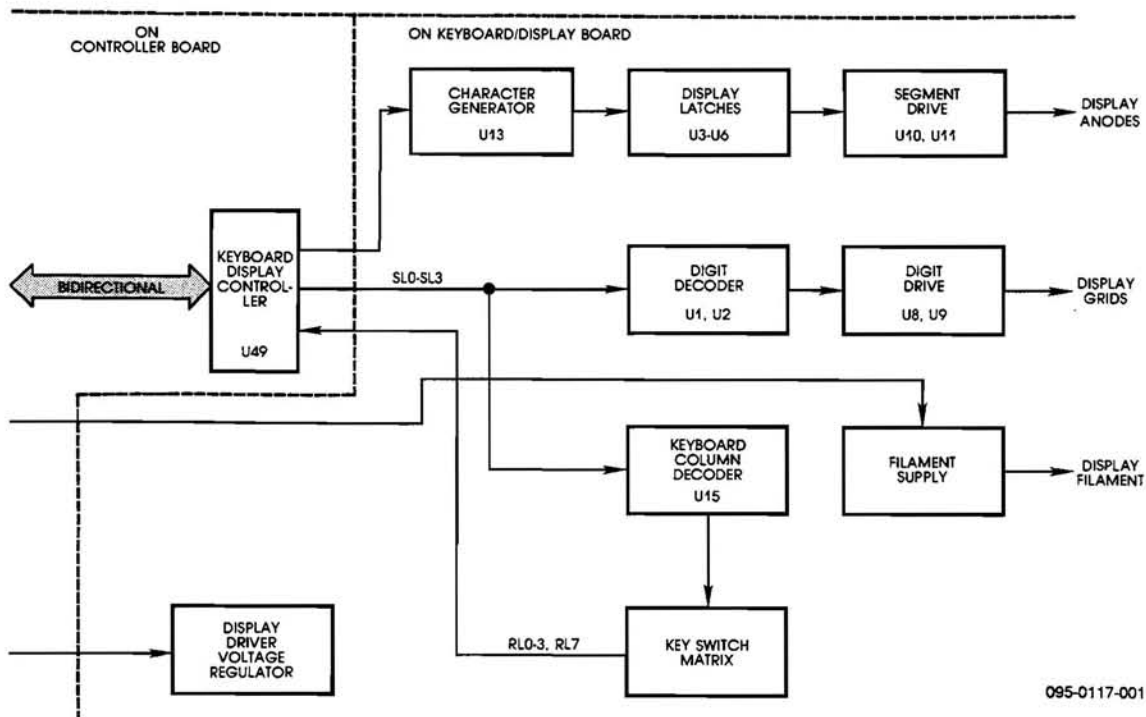 ON
CONTROLLER BOARD
ON KEYBOARD/DISPLAY BOARD
CHARACTER
GENERATOR
U13
DISPLAY
LATCHES
U3-U6
SEGMENT
DRIVE
U10, U11
DISPLAY
ANODES
KEYBOARD
DISPLAY
CONTROL-
LER
U49
BIDIRECTIONAL
SL0-SL3
DIGIT
DECODER
U1, U2
DIGIT
DRIVE
U8, U9
DISPLAY
GRIDS
KEYBOARD
COLUMN
DECODER
U15
FILAMENT
SUPPLY
DISPLAY
FILAMENT
DISPLAY
DRIVER
VOLTAGE
REGULATOR
RL0-3, RL7
KEY SWITCH
MATRIX
095-0117-001